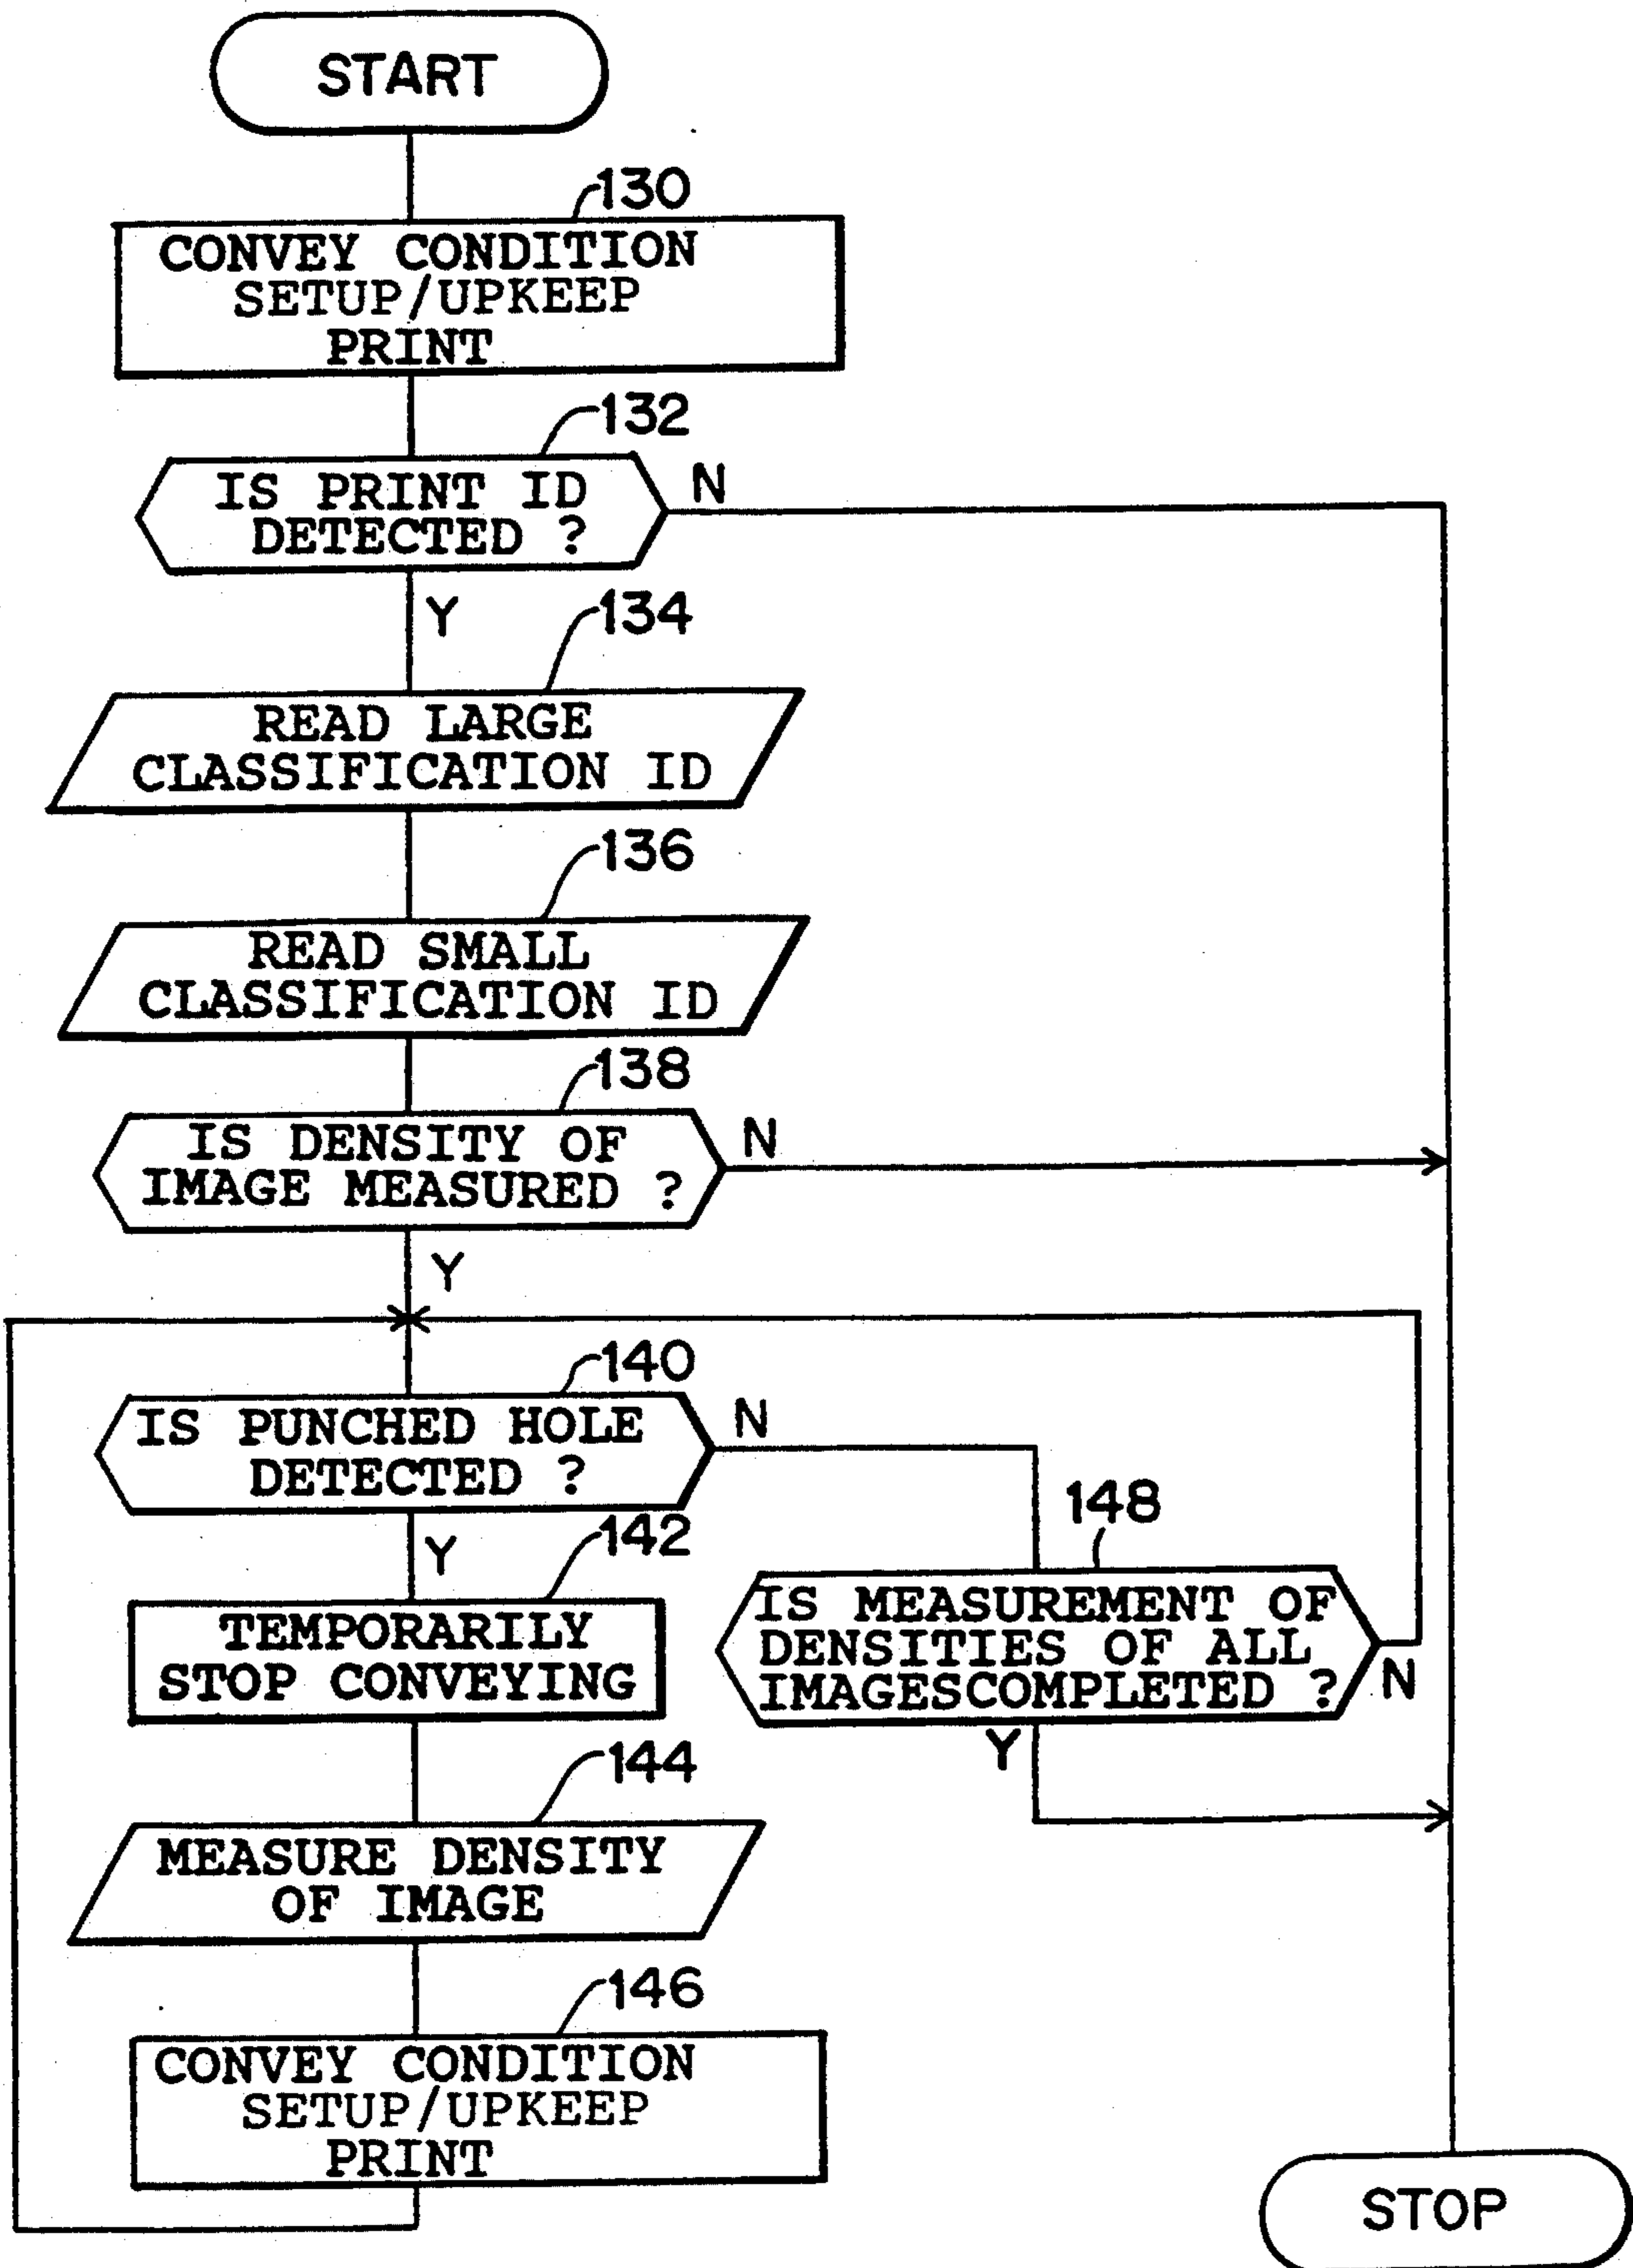 START
130
CONVEY CONDITION
SETUP/UPKEEP
PRINT
132
IS PRINT ID
DETECTED ?
N
Y
134
READ LARGE
CLASSIFICATION ID
136
READ SMALL
CLASSIFICATION ID
138
IS DENSITY OF
IMAGE MEASURED ?
N
Y
140
IS PUNCHED HOLE
DETECTED ?
N
Y
142
TEMPORARILY
STOP CONVEYING
148
IS MEASUREMENT OF
DENSITIES OF ALL
IMAGESCOMPLETED ?
N
Y
144
MEASURE DENSITY
OF IMAGE
146
CONVEY CONDITION
SETUP/UPKEEP
PRINT
STOP